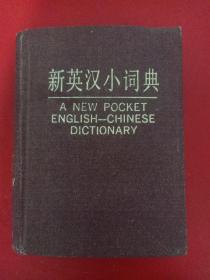 新英汉小词典
A NEW POCKET
ENGLISH—CHINESE
DICTIONARY